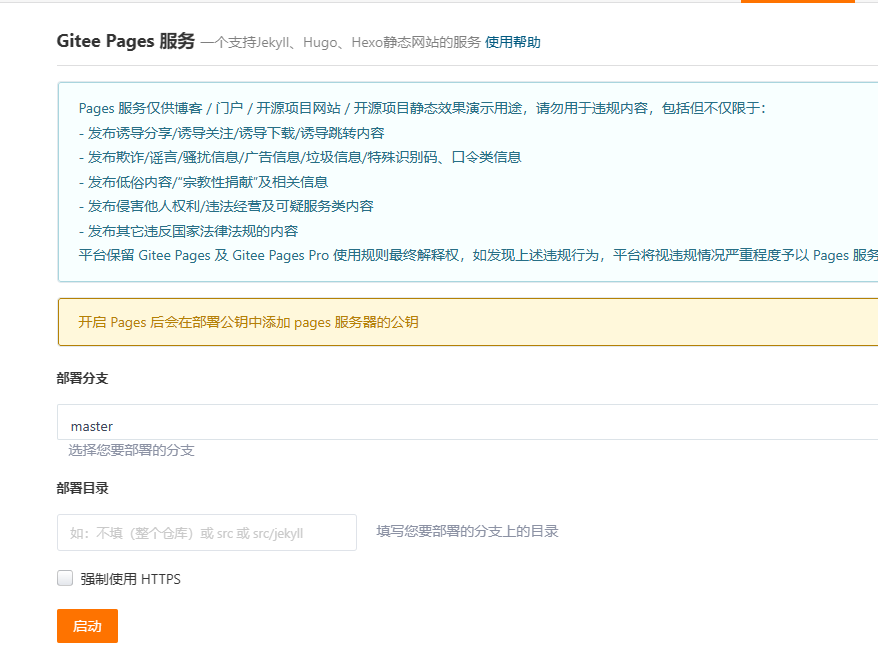 Gitee Pages 服务 一个支持Jekyll、Hugo、Hexo静态网站的服务 使用帮助
Pages 服务仅供博客 / 门户 / 开源项目网站 / 开源项目静态效果演示用途，请勿用于违规内容，包括但不仅限于：
- 发布诱导分享/诱导关注/诱导下载/诱导跳转内容
- 发布欺诈/谣言/骚扰信息/广告信息/垃圾信息/特殊识别码、口令类信息
- 发布低俗内容/“宗教性捐献”及相关信息
- 发布侵害他人权利/违法经营及可疑服务类内容
- 发布其它违反国家法律法规的内容
平台保留 Gitee Pages 及 Gitee Pages Pro 使用规则最终解释权，如发现上述违规行为，平台将视违规情况严重程度予以 Pages 服务
开启 Pages 后会在部署公钥中添加 pages 服务器的公钥
部署分支
master
选择您要部署的分支
部署目录
如：不填（整个仓库）或 src 或 src/jekyll 填写您要部署的分支上的目录
强制使用 HTTPS
启动